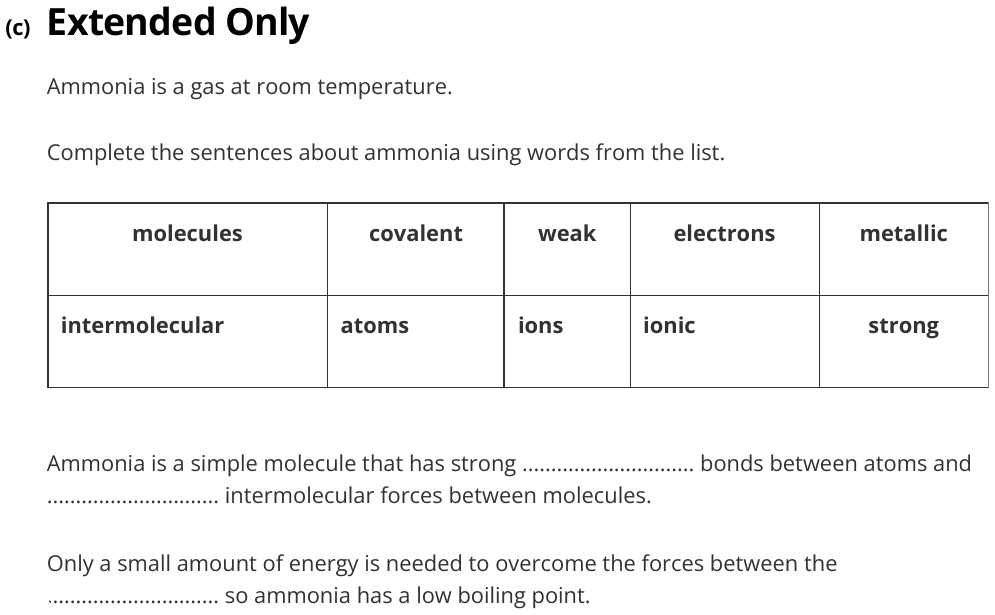 (c) Extended Only
Ammonia is a gas at room temperature.
Complete the sentences about ammonia using words from the list.
molecules covalent weak electrons metallic
intermolecular atoms ions ionic strong
Ammonia is a simple molecule that has strong .............................. bonds between atoms and
.............................. intermolecular forces between molecules.
Only a small amount of energy is needed to overcome the forces between the
.............................. so ammonia has a low boiling point.